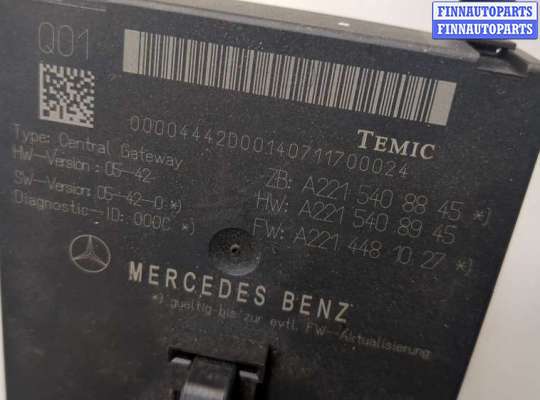 FINNAUTOPARTS
FINNAUTOPARTS
Q01
00004442D00140711700024
TEMIC
Type: Central Gateway
HW-Version: 05-42
SW-Version: 05-42-0 *)
Diagnostic-ID: 000C *)
ZB: A221 540 88 45 *)
HW: A221 540 89 45
FW: A221 448 10 27 *)
MERCEDES BENZ
*) gueltig bis zur evtl. FW-Aktualisierung